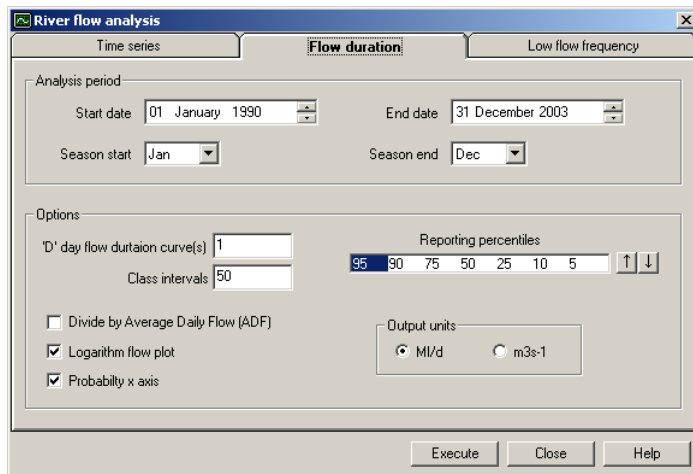 River flow analysis
Time series Flow duration Low flow frequency
Analysis period
Start date 01 January 1990 End date 31 December 2003
Season start Jan Season end Dec
Options
'D' day flow durtaion curve(s) 1
Reporting percentiles
95 90 75 50 25 10 5
Class intervals 50
Divide by Average Daily Flow (ADF)
Output units
Logarithm flow plot
Ml/d m3s-1
Probabilty x axis
Execute Close Help